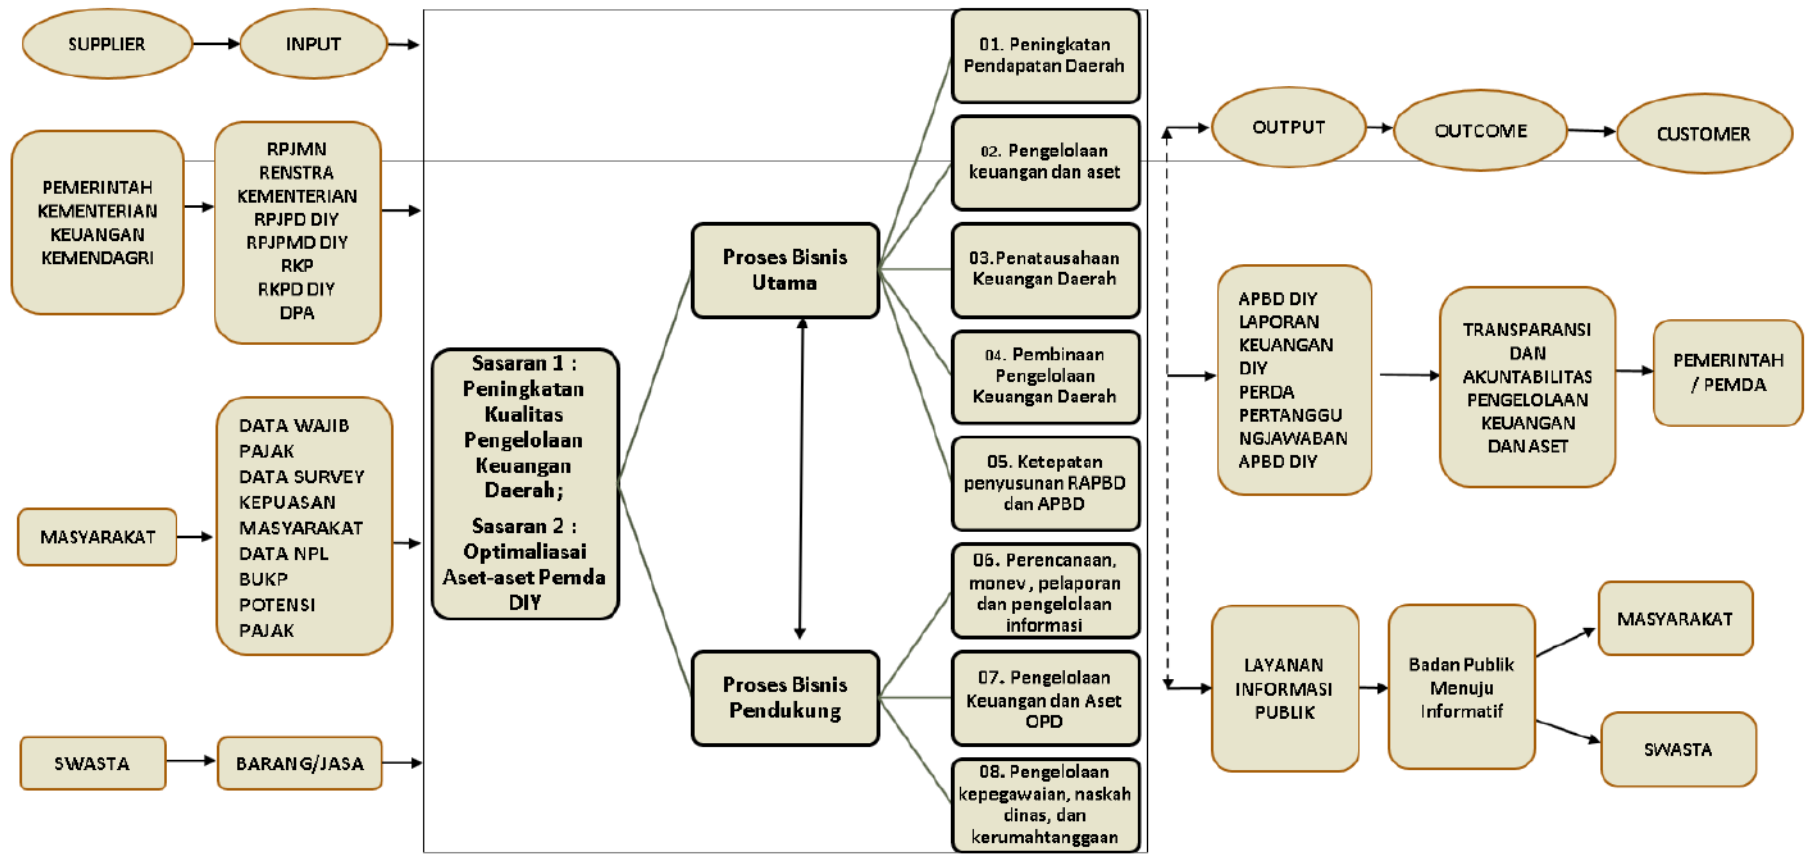 SUPPLIER
INPUT
PEMERINTAH
KEMENTERIAN
KEUANGAN
KEMENDAGRI
RPJMN
RENSTRA
KEMENTERIAN
RPJPD DIY
RPJPMD DIY
RKP
RKPD DIY
DPA
MASYARAKAT
DATA WAJIB
PAJAK
DATA SURVEY
KEPUASAN
MASYARAKAT
DATA NPL
BUKP
POTENSI
PAJAK
SWASTA
BARANG/JASA
Sasaran 1 :
Peningkatan
Kualitas
Pengelolaan
Keuangan
Daerah;
Sasaran 2 :
Optimaliasai
Aset-aset Pemda
DIY
Proses Bisnis
Utama
Proses Bisnis
Pendukung
01. Peningkatan
Pendapatan Daerah
02. Pengelolaan
keuangan dan aset
03.Penatausahaan
Keuangan Daerah
04. Pembinaan
Pengelolaan
Keuangan Daerah
05. Ketepatan
penyusunan RAPBD
dan APBD
06. Perencanaan,
monev, pelaporan
dan pengelolaan
informasi
07. Pengelolaan
Keuangan dan Aset
OPD
08. Pengelolaan
kepegawaian, naskah
dinas, dan
kerumahtanggaan
OUTPUT
OUTCOME
CUSTOMER
APBD DIY
LAPORAN
KEUANGAN
DIY
PERDA
PERTANGGU
NGJAWABAN
APBD DIY
TRANSPARANSI
DAN
AKUNTABILITAS
PENGELOLAAN
KEUANGAN
DAN ASET
PEMERINTAH
/ PEMDA
LAYANAN
INFORMASI
PUBLIK
Badan Publik
Menuju
Informatif
MASYARAKAT
SWASTA